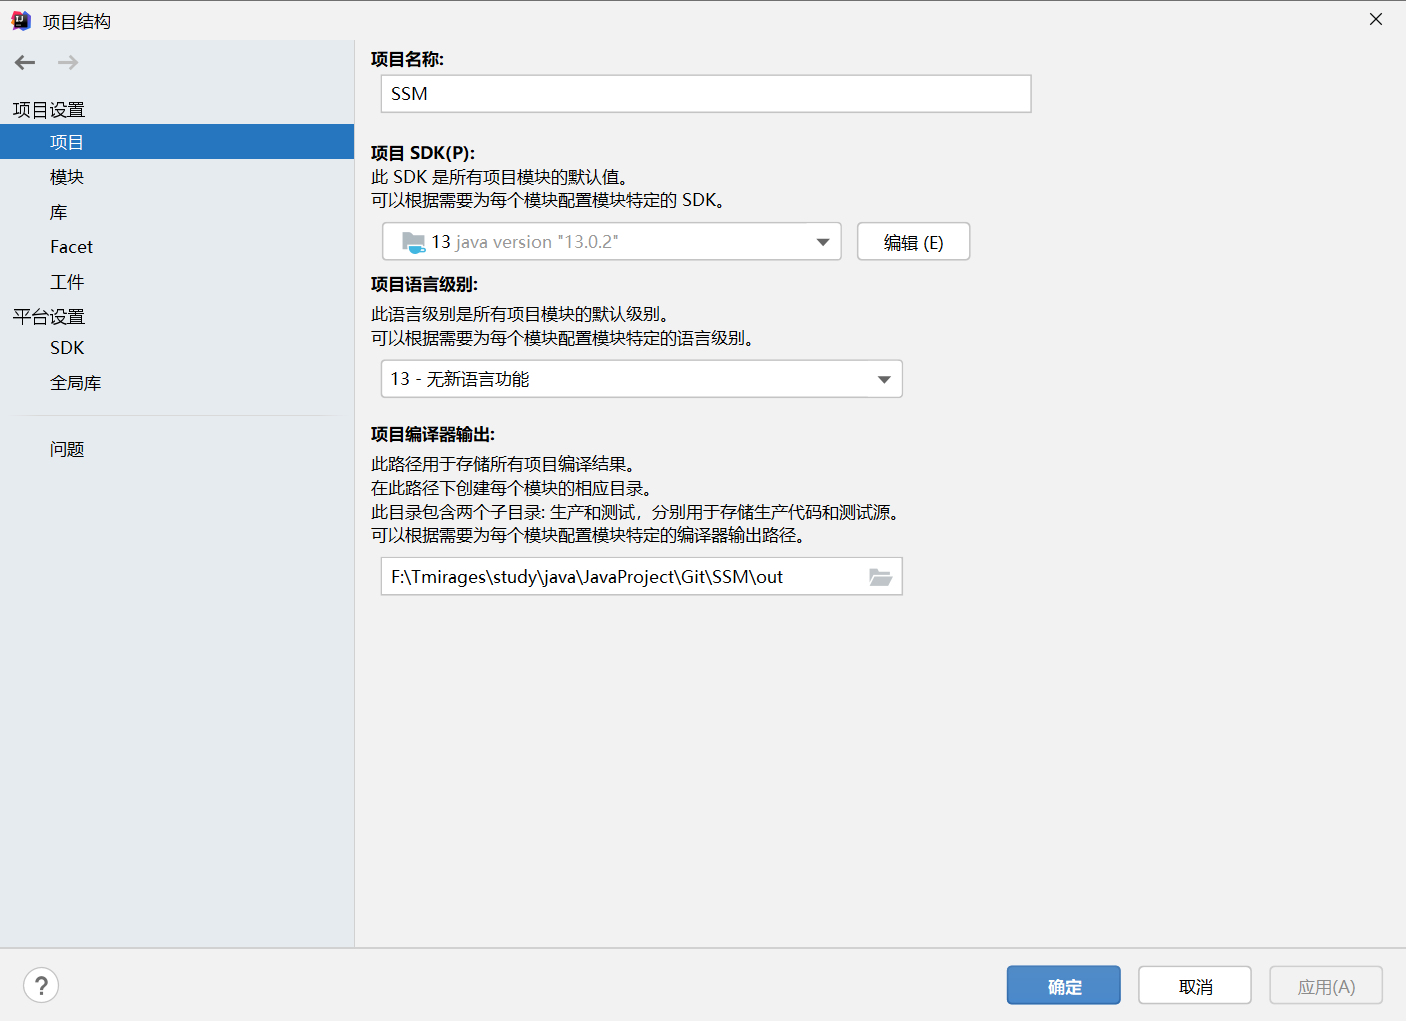 项目结构
项目设置
项目
模块
库
Facet
工件
平台设置
SDK
全局库
问题
项目名称:
SSM
项目 SDK(P):
此 SDK 是所有项目模块的默认值。
可以根据需要为每个模块配置模块特定的 SDK。
13 java version "13.0.2"
编辑 (E)
项目语言级别:
此语言级别是所有项目模块的默认级别。
可以根据需要为每个模块配置模块特定的语言级别。
13 - 无新语言功能
项目编译器输出:
此路径用于存储所有项目编译结果。
在此路径下创建每个模块的相应目录。
此目录包含两个子目录: 生产和测试，分别用于存储生产代码和测试源。
可以根据需要为每个模块配置模块特定的编译器输出路径。
F:\Tmirages\study\java\JavaProject\Git\SSM\out
?
确定
取消
应用(A)